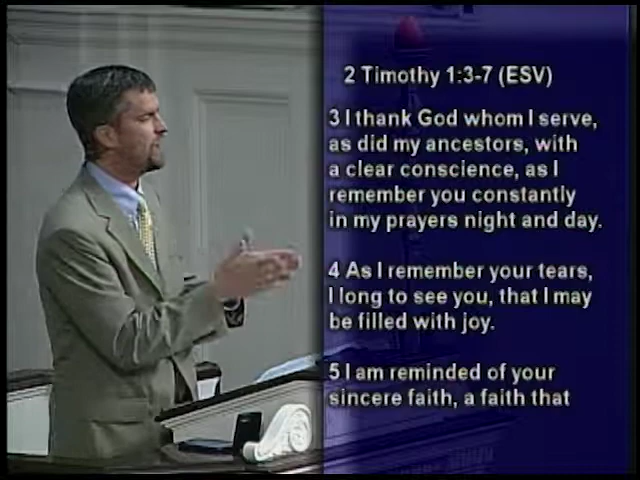 2 Timothy 1:3-7 (ESV)
3 I thank God whom I serve,
as did my ancestors, with
a clear conscience, as I
remember you constantly
in my prayers night and day.
4 As I remember your tears,
I long to see you, that I may
be filled with joy.
5 I am reminded of your
sincere faith, a faith that